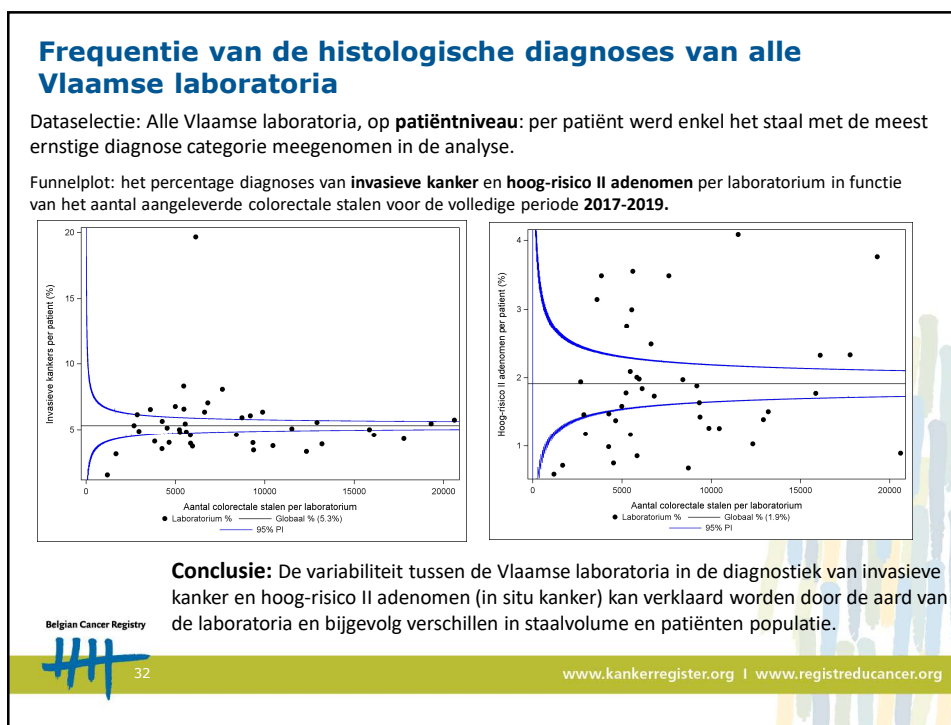 Frequentie van de histologische diagnoses van alle
Vlaamse laboratoria
Dataselectie: Alle Vlaamse laboratoria, op patiëntniveau: per patiënt werd enkel het staal met de meest
ernstige diagnose categorie meegenomen in de analyse.
Funnelplot: het percentage diagnoses van invasieve kanker en hoog-risico II adenomen per laboratorium in functie
van het aantal aangeleverde colorectale stalen voor de volledige periode 2017-2019.
Invasieve kankers per patient (%)
20
15
10
5
0 5000 10000 15000 20000
Aantal colorectale stalen per laboratorium
Laboratorium % Globaal % (5.3%)
95% PI
Hoog-risico II adenomen per patient (%)
4
3
2
1
0 5000 10000 15000 20000
Aantal colorectale stalen per laboratorium
Laboratorium % Globaal % (1.9%)
95% PI
Conclusie: De variabiliteit tussen de Vlaamse laboratoria in de diagnostiek van invasieve
kanker en hoog-risico II adenomen (in situ kanker) kan verklaard worden door de aard van
de laboratoria en bijgevolg verschillen in staalvolume en patiënten populatie.
Belgian Cancer Registry
32
www.kankerregister.org I www.registreducancer.org